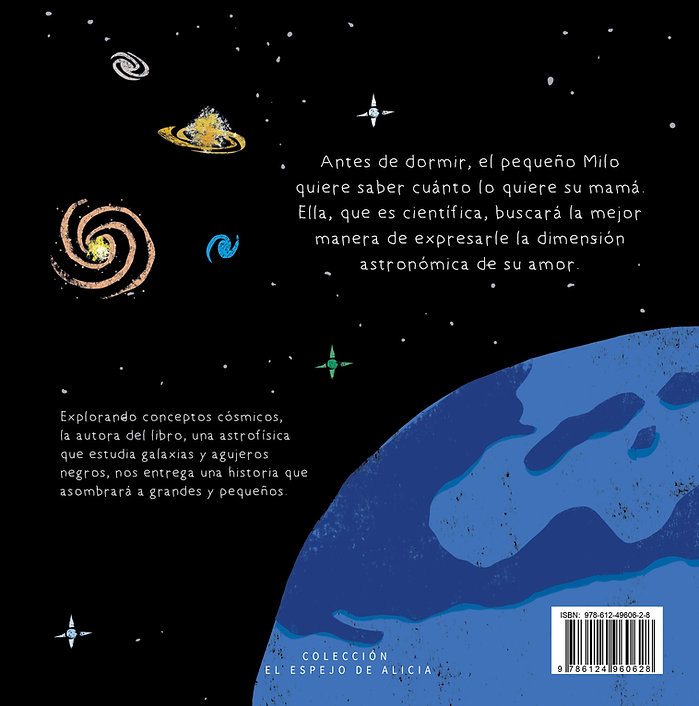 Antes de dormir, el pequeño Milo
quiere saber cuánto lo quiere su mamá.
Ella, que es científica, buscará la mejor
manera de expresarle la dimensión
astronómica de su amor.
Explorando conceptos cósmicos,
la autora del libro, una astrofísica
que estudia galaxias y agujeros
negros, nos entrega una historia que
asombrará a grandes y pequeños.
ISBN: 978-612-49606-2-8
9 786124 960628
COLECCIÓN
EL ESPEJO DE ALICIA